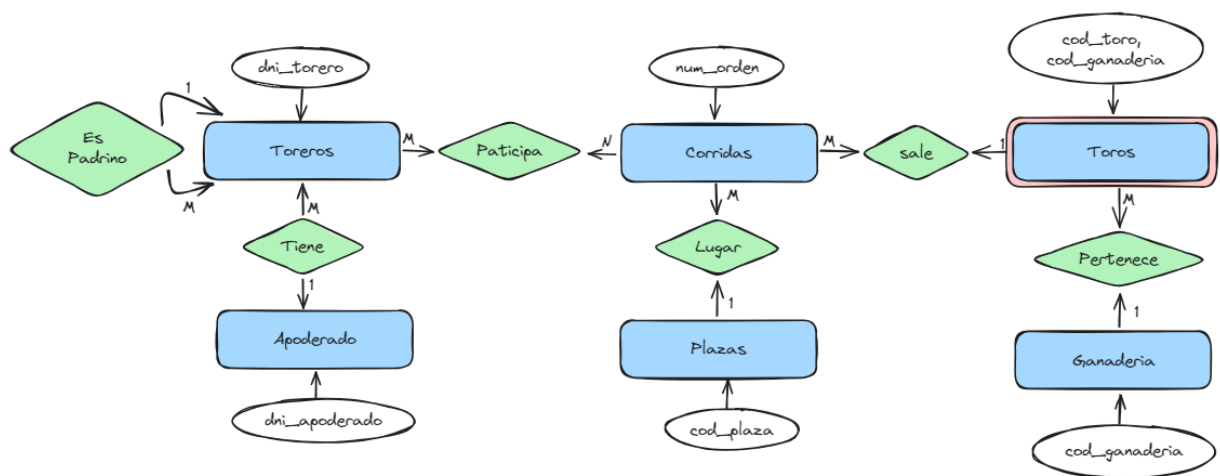 cod_toro,
cod_ganaderia
dni_torero
num_orden
1
Es
Padrino
M
Toreros
M
Paticipa
N
Corridas
M
sale
1
Toros
M
M
M
Tiene
Lugar
Pertenece
1
1
1
Apoderado
Plazas
Ganaderia
dni_apoderado
cod_plaza
cod_ganaderia